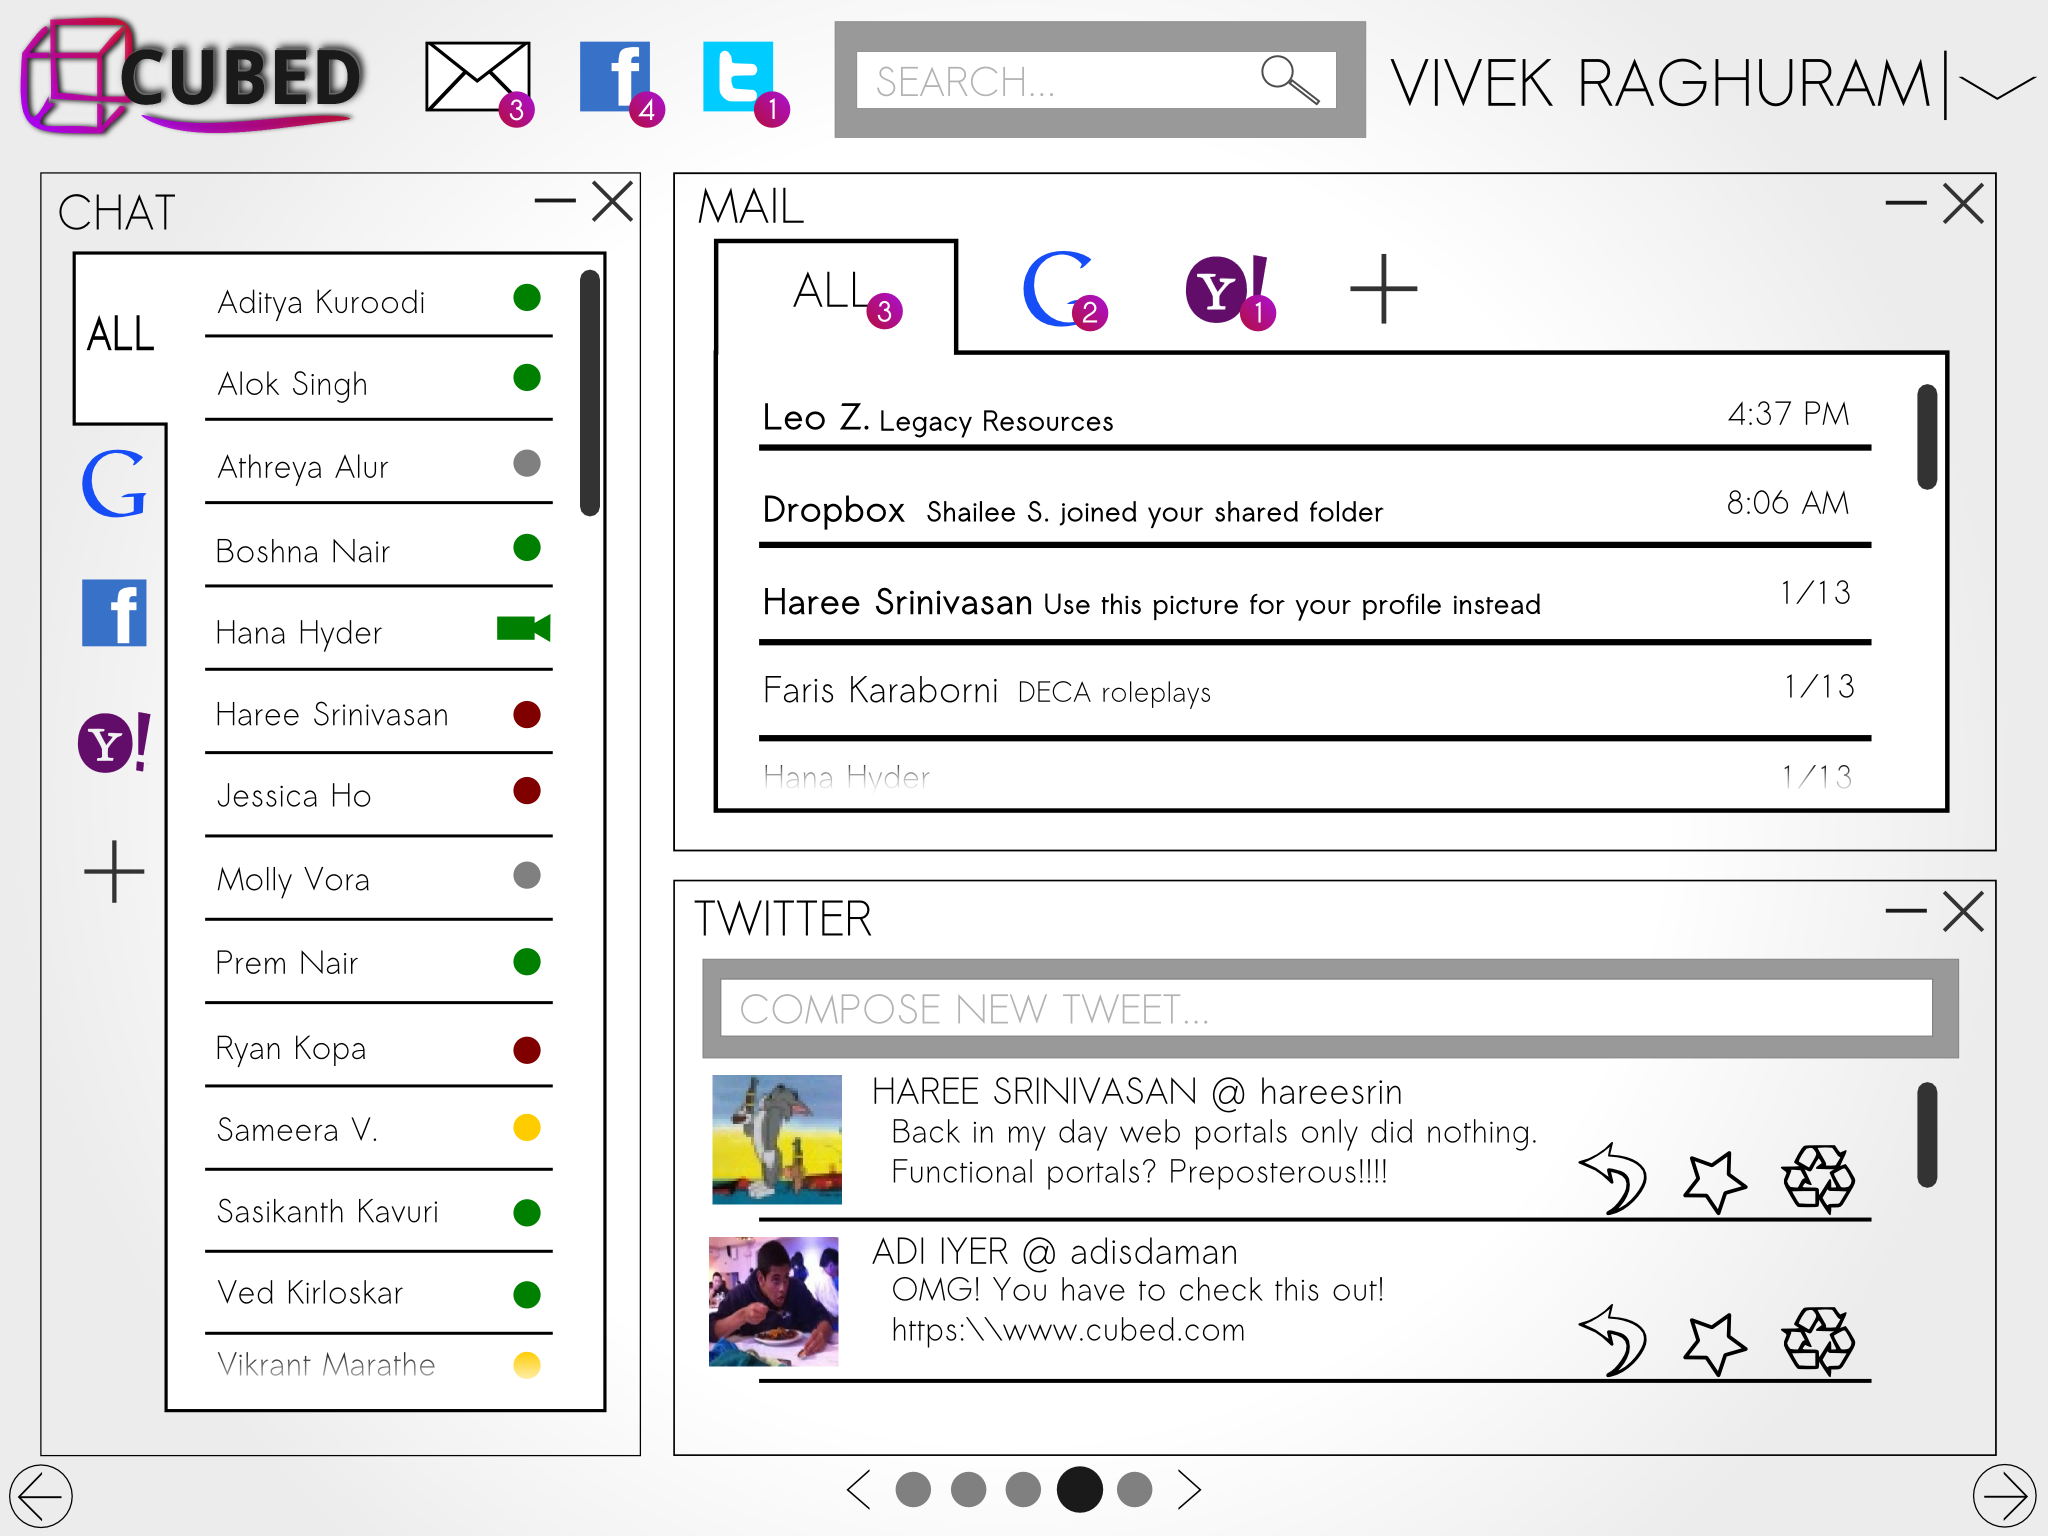 CUBED
3
f
4
t
1
SEARCH...
VIVEK RAGHURAM
CHAT
ALL
G
f
Y!
Aditya Kuroodi
Alok Singh
Athreya Alur
Boshna Nair
Hana Hyder
Haree Srinivasan
Jessica Ho
Molly Vora
Prem Nair
Ryan Kopa
Sameera V.
Sasikanth Kavuri
Ved Kirloskar
Vikrant Marathe
MAIL
ALL 3
G 2
Y! 1
Leo Z. Legacy Resources 4:37 PM
Dropbox Shailee S. joined your shared folder 8:06 AM
Haree Srinivasan Use this picture for your profile instead 1/13
Faris Karaborni DECA roleplays 1/13
Hana Hyder 1/13
TWITTER
COMPOSE NEW TWEET...
HAREE SRINIVASAN @ hareesrin
Back in my day web portals only did nothing.
Functional portals? Preposterous!!!!
ADI IYER @ adisdaman
OMG! You have to check this out!
https:\\www.cubed.com